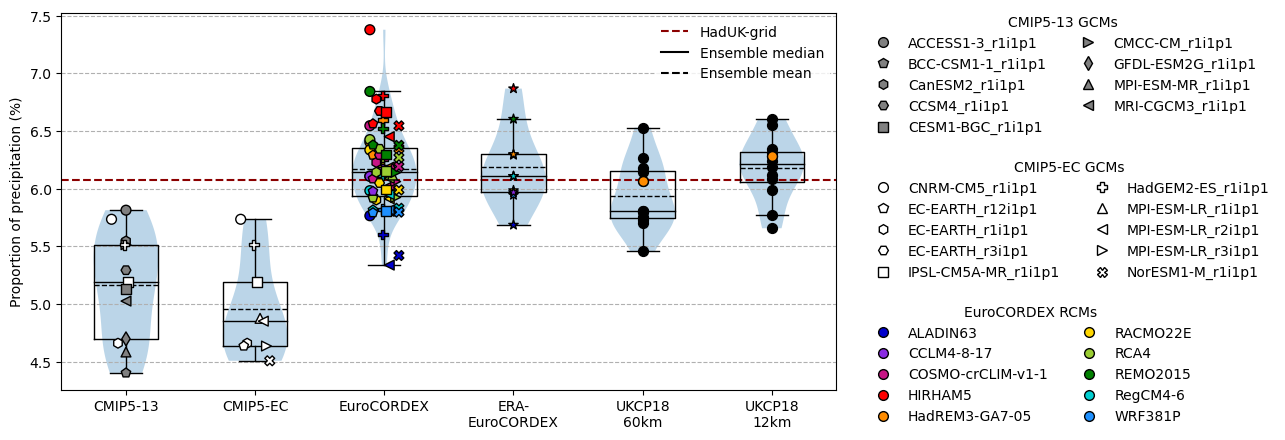 Proportion of precipitation (%)
7.5
7.0
6.5
6.0
5.5
5.0
4.5
HadUK-grid
Ensemble median
Ensemble mean
CMIP5-13
CMIP5-EC
EuroCORDEX
ERA-
EuroCORDEX
UKCP18
60km
UKCP18
12km
CMIP5-13 GCMs
ACCESS1-3_r1i1p1
BCC-CSM1-1_r1i1p1
CanESM2_r1i1p1
CCSM4_r1i1p1
CESM1-BGC_r1i1p1
CMCC-CM_r1i1p1
GFDL-ESM2G_r1i1p1
MPI-ESM-MR_r1i1p1
MRI-CGCM3_r1i1p1
CMIP5-EC GCMs
CNRM-CM5_r1i1p1
EC-EARTH_r12i1p1
EC-EARTH_r1i1p1
EC-EARTH_r3i1p1
IPSL-CM5A-MR_r1i1p1
HadGEM2-ES_r1i1p1
MPI-ESM-LR_r1i1p1
MPI-ESM-LR_r2i1p1
MPI-ESM-LR_r3i1p1
NorESM1-M_r1i1p1
EuroCORDEX RCMs
ALADIN63
CCLM4-8-17
COSMO-crCLIM-v1-1
HIRHAM5
HadREM3-GA7-05
RACMO22E
RCA4
REMO2015
RegCM4-6
WRF381P